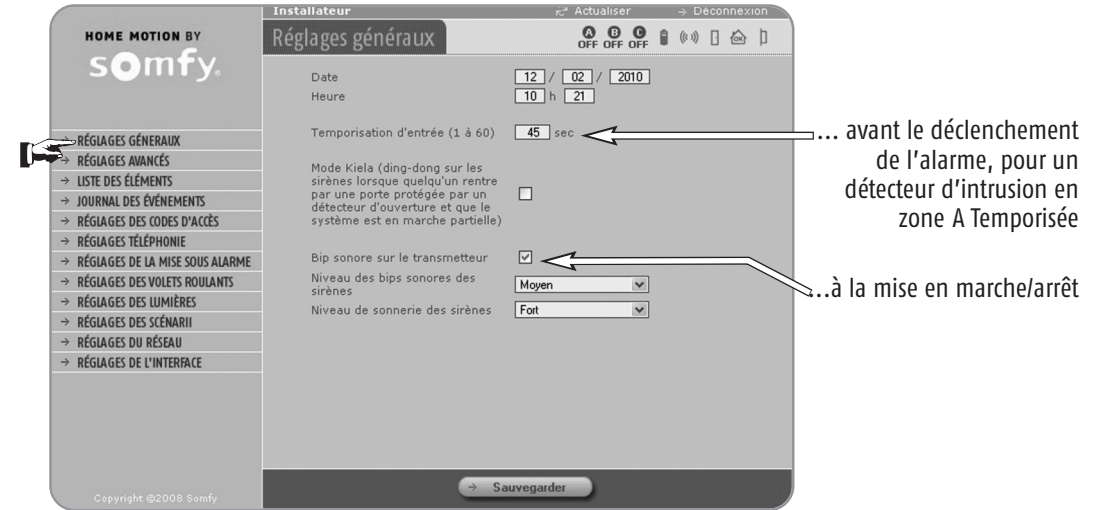 Installateur
Actualiser
→ Déconnexion
HOME MOTION BY
somfy®
Réglages généraux
A B C
OFF OFF OFF
OK
→ RÉGLAGES GÉNERAUX
→ RÉGLAGES AVANCÉS
→ LISTE DES ÉLÉMENTS
→ JOURNAL DES ÉVÉNEMENTS
→ RÉGLAGES DES CODES D'ACCÈS
→ RÉGLAGES TÉLÉPHONIE
→ RÉGLAGES DE LA MISE SOUS ALARME
→ RÉGLAGES DES VOLETS ROULANTS
→ RÉGLAGES DES LUMIÈRES
→ RÉGLAGES DES SCÉNARII
→ RÉGLAGES DU RÉSEAU
→ RÉGLAGES DE L'INTERFACE
Copyright ©2008 Somfy
Date 12 / 02 / 2010
Heure 10 h 21
Temporisation d'entrée (1 à 60) 45 sec
Mode Kiela (ding-dong sur les
sirènes lorsque quelqu'un rentre
par une porte protégée par un
détecteur d'ouverture et que le
système est en marche partielle)
Bip sonore sur le transmetteur
Niveau des bips sonores des
sirènes
Moyen
Niveau de sonnerie des sirènes Fort
→ Sauvegarder
... avant le déclenchement
de l'alarme, pour un
détecteur d'intrusion en
zone A Temporisée
...à la mise en marche/arrêt